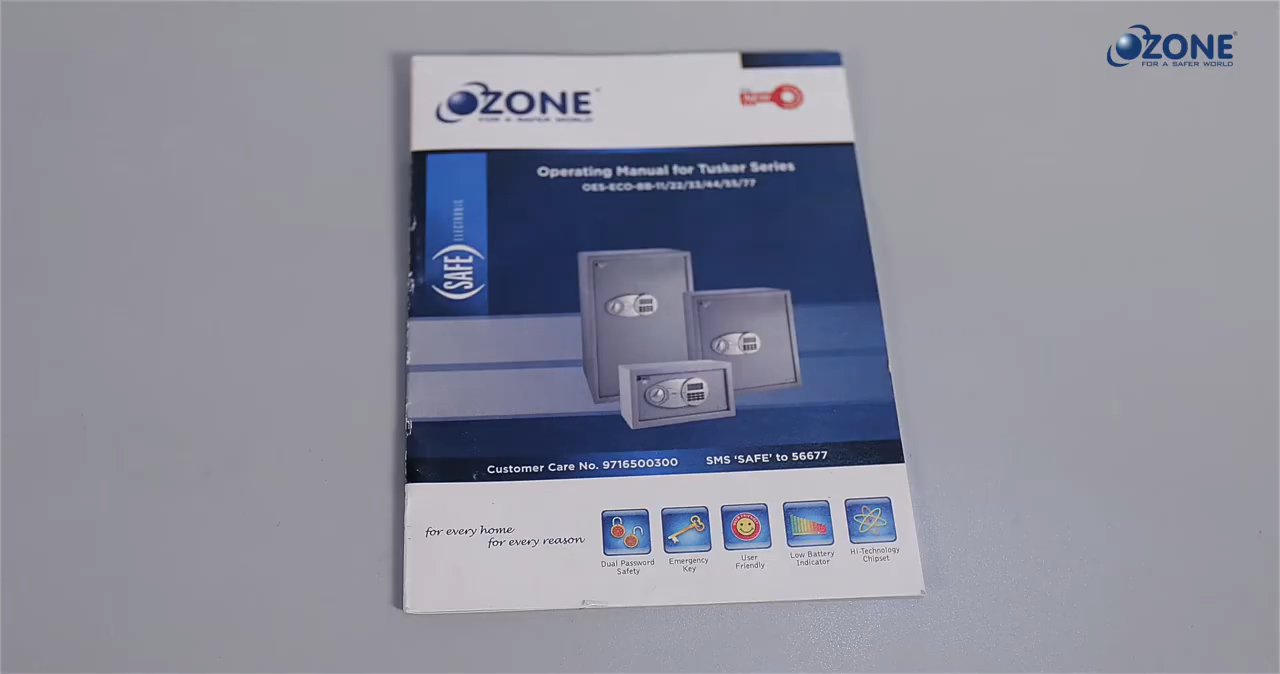 OZONE
FOR A SAFER WORLD
OZONE
FOR A SAFER WORLD
Operating Manual for Tusker Series
OES-ECO-BB-11/22/33/44/55/77
(SAFE) ELECTRONIC
Customer Care No. 9716500300 SMS ‘SAFE’ to 56677
for every home
for every reason
Dual Password
Safety
Emergency
Key
User
Friendly
Low Battery
Indicator
HI-Technology
Chipset